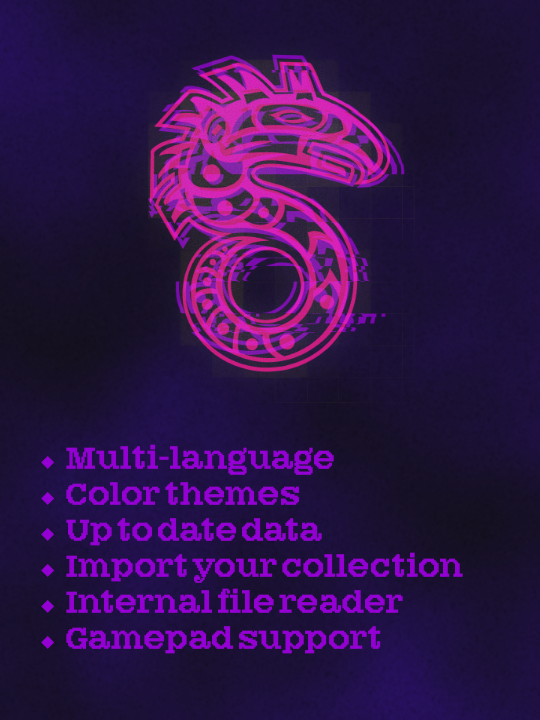 Multi-language
Color themes
Up to date data
Import your collection
Internal file reader
Gamepad support